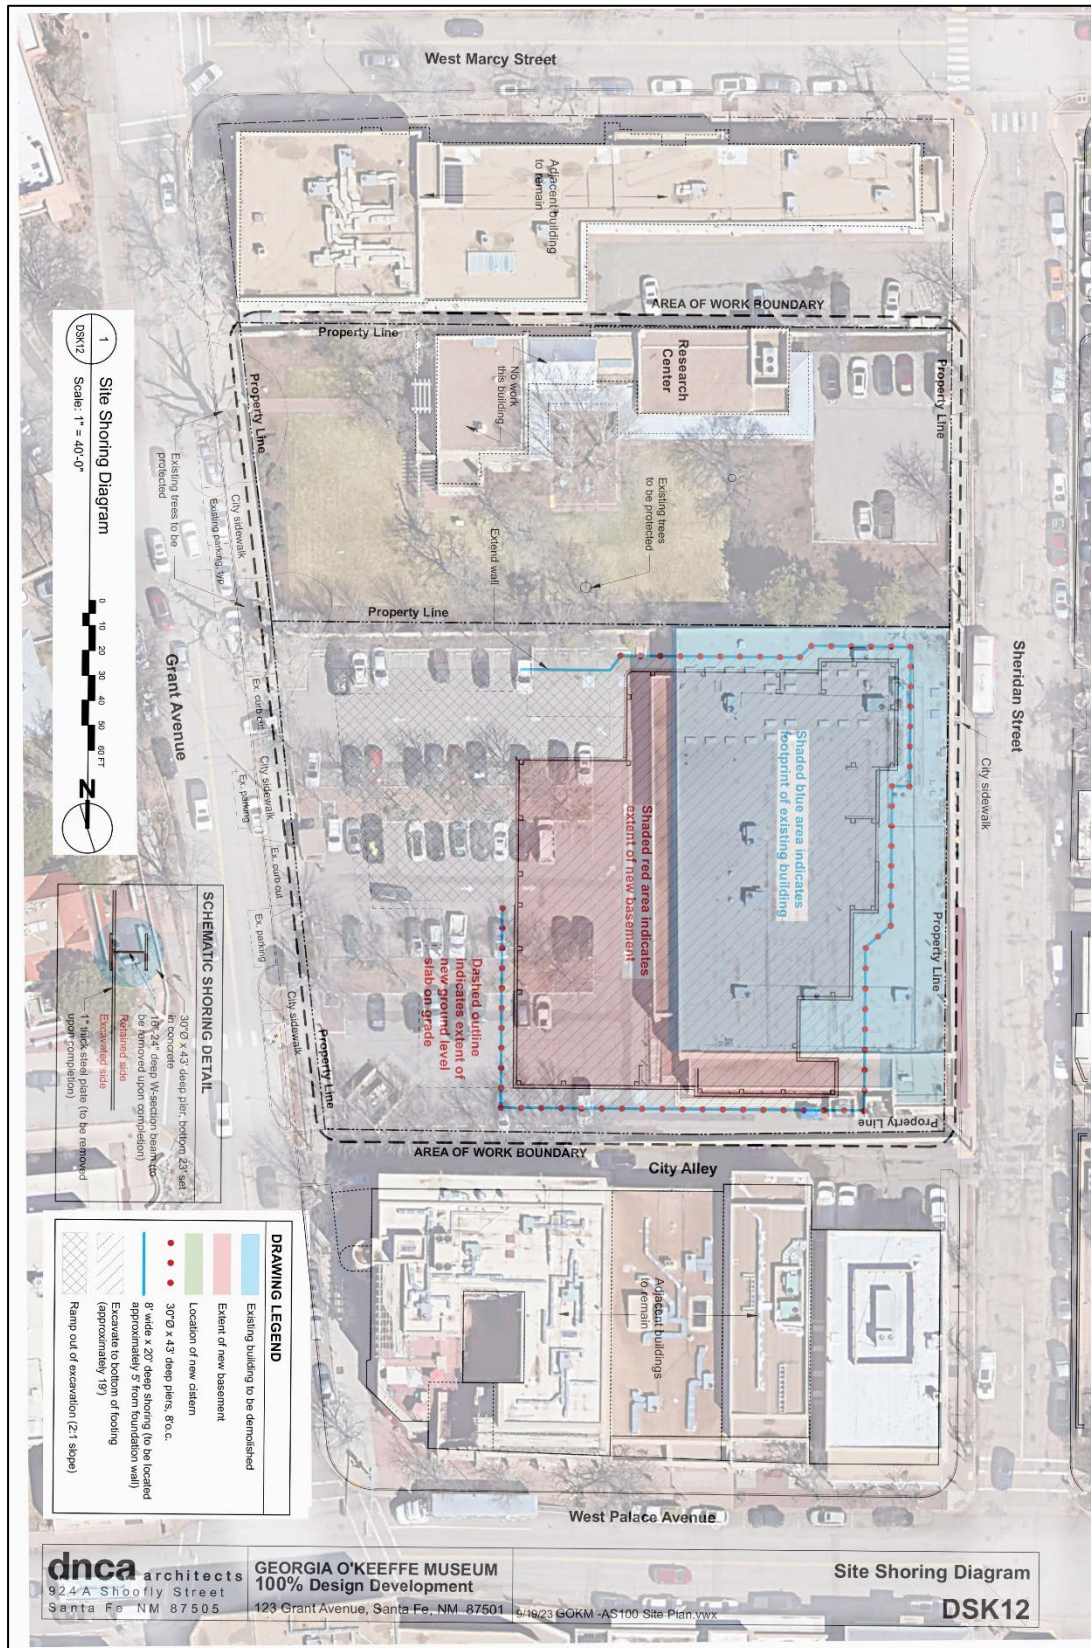 West Marcy Street
Adjacent building
to remain
AREA OF WORK BOUNDARY
Property Line
Property Line
Property Line
Research
Center
No work
this building
Existing trees
to be protected
Extend wall
Existing trees to be
protected
City sidewalk
Existing parking, typ
Property Line
Sheridan Street
City sidewalk
Grant Avenue
Ex. curb cut
City sidewalk
Ex. parking
Ex. curb cut
Ex. parking
City sidewalk
Property Line
Shaded blue area indicates
footprint of existing building
Shaded red area indicates
extent of new basement
Dashed outline
indicates extent of
new ground level
slab on grade
Property Line
Property Line
AREA OF WORK BOUNDARY
City Alley
Adjacent buildings
to remain
West Palace Avenue
1
DSK12
Site Shoring Diagram
Scale: 1" = 40'-0"
0 10 20 30 40 50 60 FT
N
SCHEMATIC SHORING DETAIL
30"Ø x 43' deep pier, bottom 23' set
in concrete
18"-24" deep W-section beam (to
be removed upon completion)
Retained side
Excavated side
1" thick steel plate (to be removed
upon completion)
DRAWING LEGEND
Existing building to be demolished
Extent of new basement
Location of new cistern
30"Ø x 43' deep piers, 8'o.c.
8' wide x 20' deep shoring (to be located
approximately 5' from foundation wall)
Excavate to bottom of footing
(approximately 19')
Ramp out of excavation (2:1 slope)
dnca architects
924A Shoofly Street
Santa Fe NM 87505
GEORGIA O'KEEFFE MUSEUM
100% Design Development
123 Grant Avenue, Santa Fe, NM 87501
9/19/23 GOKM -AS100 Site Plan.vwx
Site Shoring Diagram
DSK12